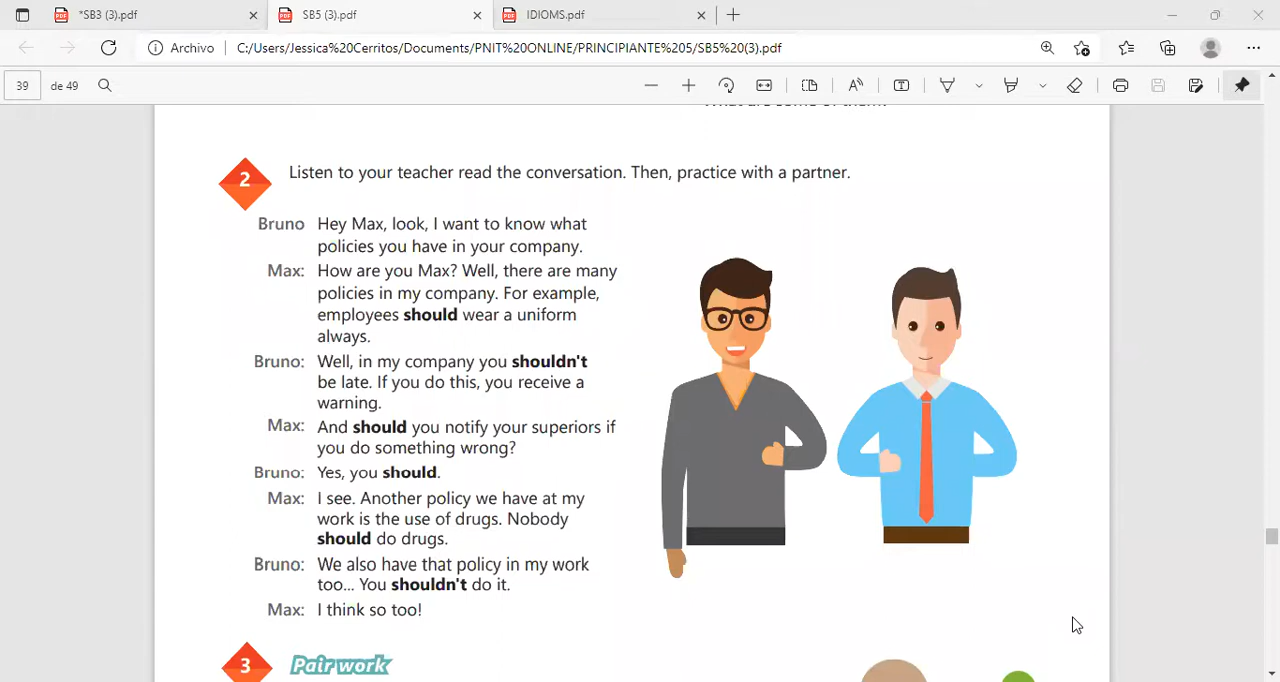 *SB3 (3).pdf
SB5 (3).pdf
IDIOMS.pdf
Archivo
C:/Users/Jessica%20Cerritos/Documents/PNIT%20ONLINE/PRINCIPIANTE%205/SB5%20(3).pdf
39 de 49
2
Listen to your teacher read the conversation. Then, practice with a partner.
Bruno Hey Max, look, I want to know what
policies you have in your company.
Max: How are you Max? Well, there are many
policies in my company. For example,
employees should wear a uniform
always.
Bruno: Well, in my company you shouldn't
be late. If you do this, you receive a
warning.
Max: And should you notify your superiors if
you do something wrong?
Bruno: Yes, you should.
Max: I see. Another policy we have at my
work is the use of drugs. Nobody
should do drugs.
Bruno: We also have that policy in my work
too... You shouldn't do it.
Max: I think so too!
3
Pair work